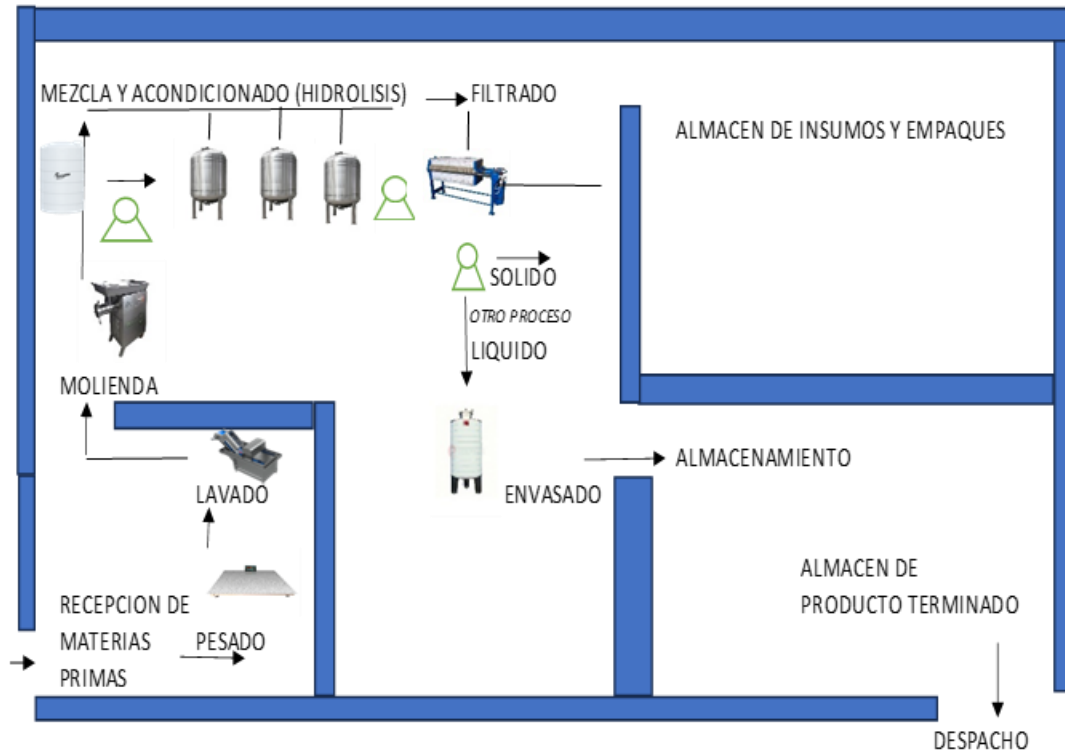 MEZCLA Y ACONDICIONADO (HIDROLISIS)
FILTRADO
ALMACEN DE INSUMOS Y EMPAQUES
SOLIDO
OTRO PROCESO
LIQUIDO
MOLIENDA
ALMACENAMIENTO
LAVADO
ENVASADO
ALMACEN DE
PRODUCTO TERMINADO
RECEPCION DE
MATERIAS
PRIMAS
PESADO
DESPACHO